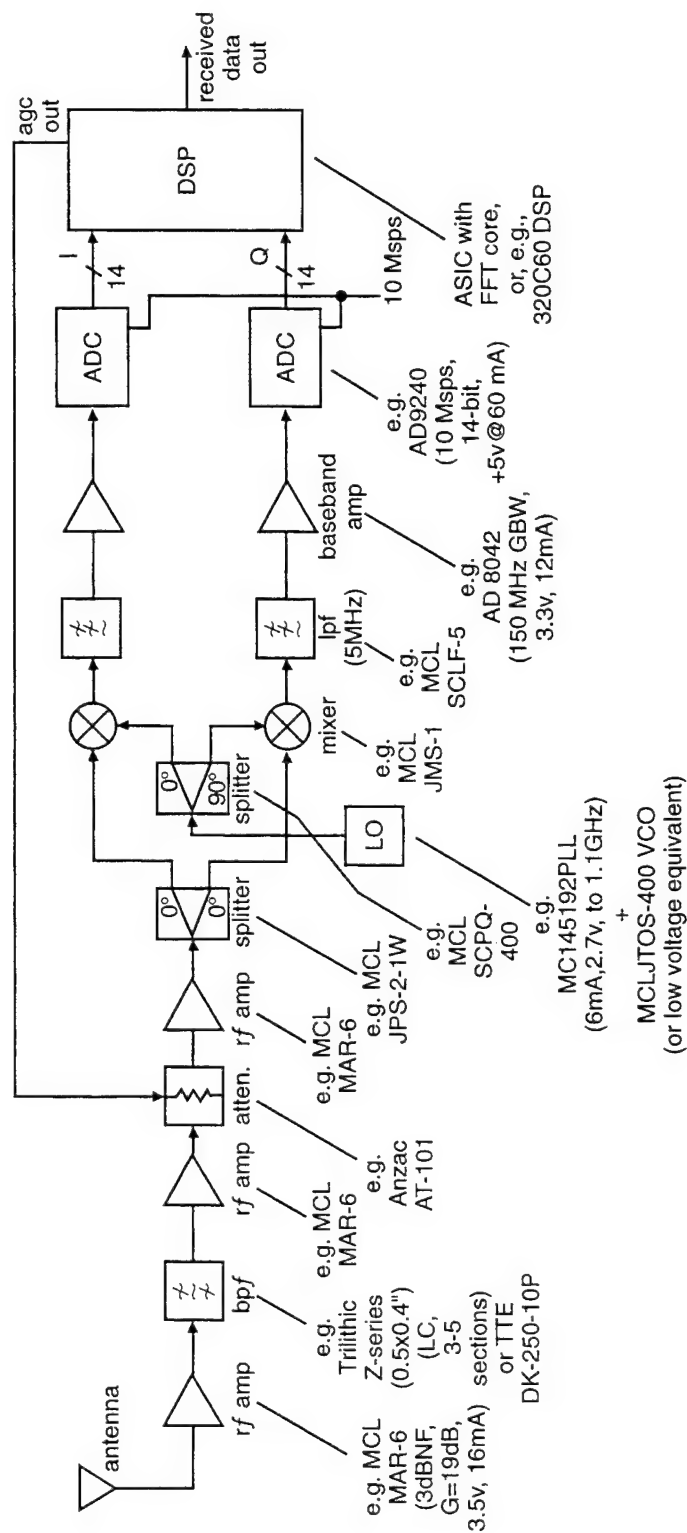 antenna
rf amp
e.g. MCL
MAR-6
(3dBNF,
G=19dB,
3.5v, 16mA)
bpf
e.g.
Trilithic
Z-series
(0.5x0.4")
(LC,
3-5
sections)
or TTE
DK-250-10P
rf amp
e.g. MCL
MAR-6
atten.
e.g.
Anzac
AT-101
rf amp
e.g. MCL
MAR-6
0°
0°
splitter
e.g. MCL
JPS-2-1W
0°
90°
splitter
e.g.
MCL
SCPQ-
400
LO
e.g.
MC145192PLL
(6mA,2.7v, to 1.1GHz)
+
MCLJTOS-400 VCO
(or low voltage equivalent)
mixer
e.g.
MCL
JMS-1
lpf
(5MHz)
e.g.
MCL
SCLF-5
baseband
amp
e.g.
AD 8042
(150 MHz GBW,
3.3v, 12mA)
ADC
ADC
e.g.
AD9240
(10 Msps,
14-bit,
+5v@60 mA)
10 Msps
I
14
Q
14
DSP
ASIC with
FFT core,
or, e.g.,
320C60 DSP
agc
out
received
data
out